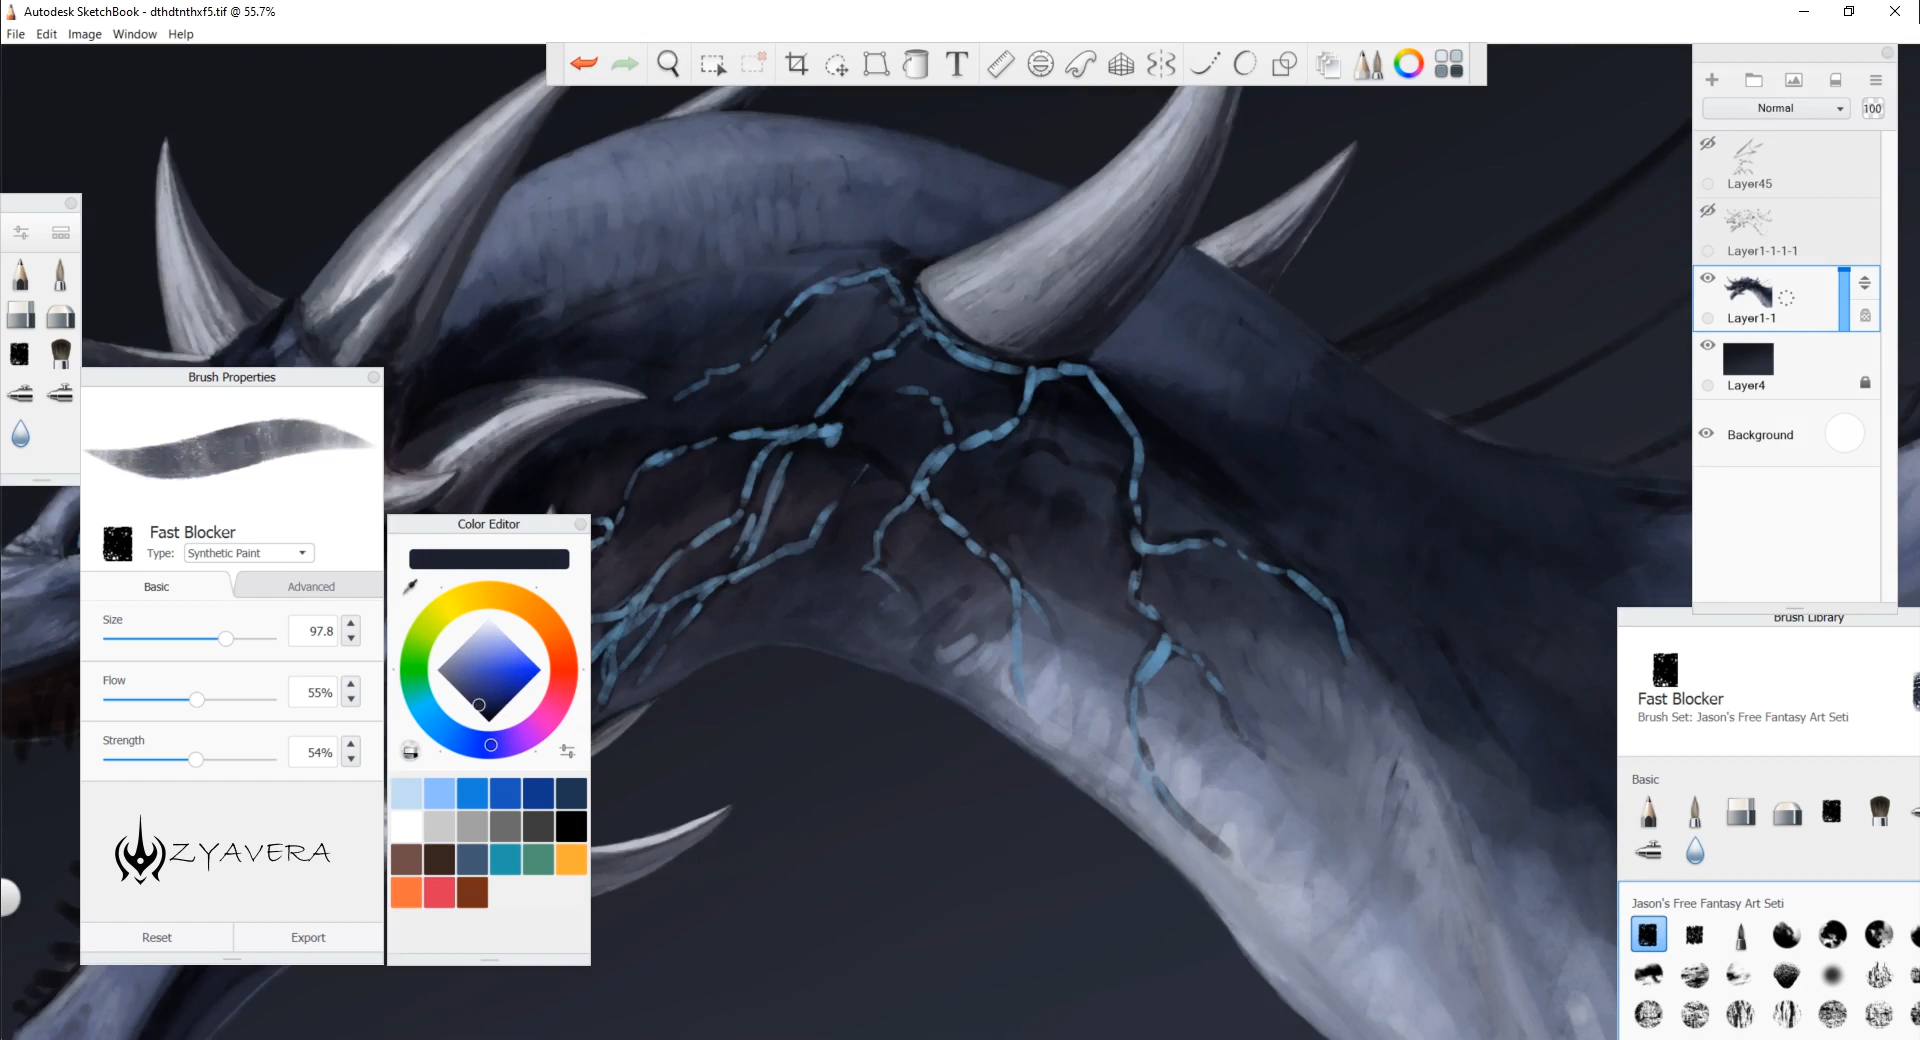 Autodesk SketchBook - dthdtnthxf5.tif @ 55.7%
File Edit Image Window Help
T
Normal 100
Layer45
Layer1-1-1-1
Layer1-1
Layer4
Background
Brush Properties
Fast Blocker
Type: Synthetic Paint
Basic Advanced
Size 97.8
Flow 55%
Strength 54%
ZYAVERA
Reset Export
Color Editor
Brush Library
Fast Blocker
Brush Set: Jason's Free Fantasy Art Seti
Basic
Jason's Free Fantasy Art Seti